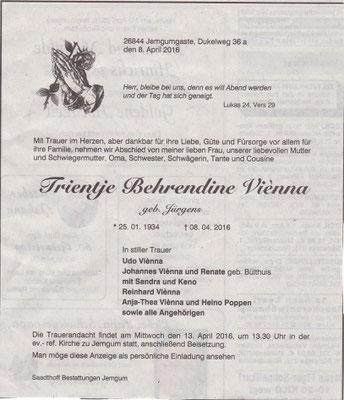 26844 Jemgumgaste, Dukelweg 36 a
den 8. April 2016
Herr, bleibe bei uns, denn es will Abend werden
und der Tag hat sich geneigt.
Lukas 24, Vers 29
Mit Trauer im Herzen, aber dankbar für ihre Liebe, Güte und Fürsorge vor allem für
ihre Familie, nehmen wir Abschied von meiner lieben Frau, unserer liebevollen Mutter
und Schwiegermutter, Oma, Schwester, Schwägerin, Tante und Cousine
Trientje Behrendine Viènna
geb. Jürgens
* 25. 01. 1934 † 08. 04. 2016
In stiller Trauer
Udo Viènna
Johannes Viènna und Renate geb. Bülthuis
mit Sandra und Keno
Reinhard Viènna
Anja-Thea Viènna und Heino Poppen
sowie alle Angehörigen
Die Trauerandacht findet am Mittwoch den 13. April 2016, um 13.30 Uhr in der
ev.- ref. Kirche zu Jemgum statt, anschließend Beisetzung.
Man möge diese Anzeige als persönliche Einladung ansehen
Saadthoff Bestattungen Jemgum